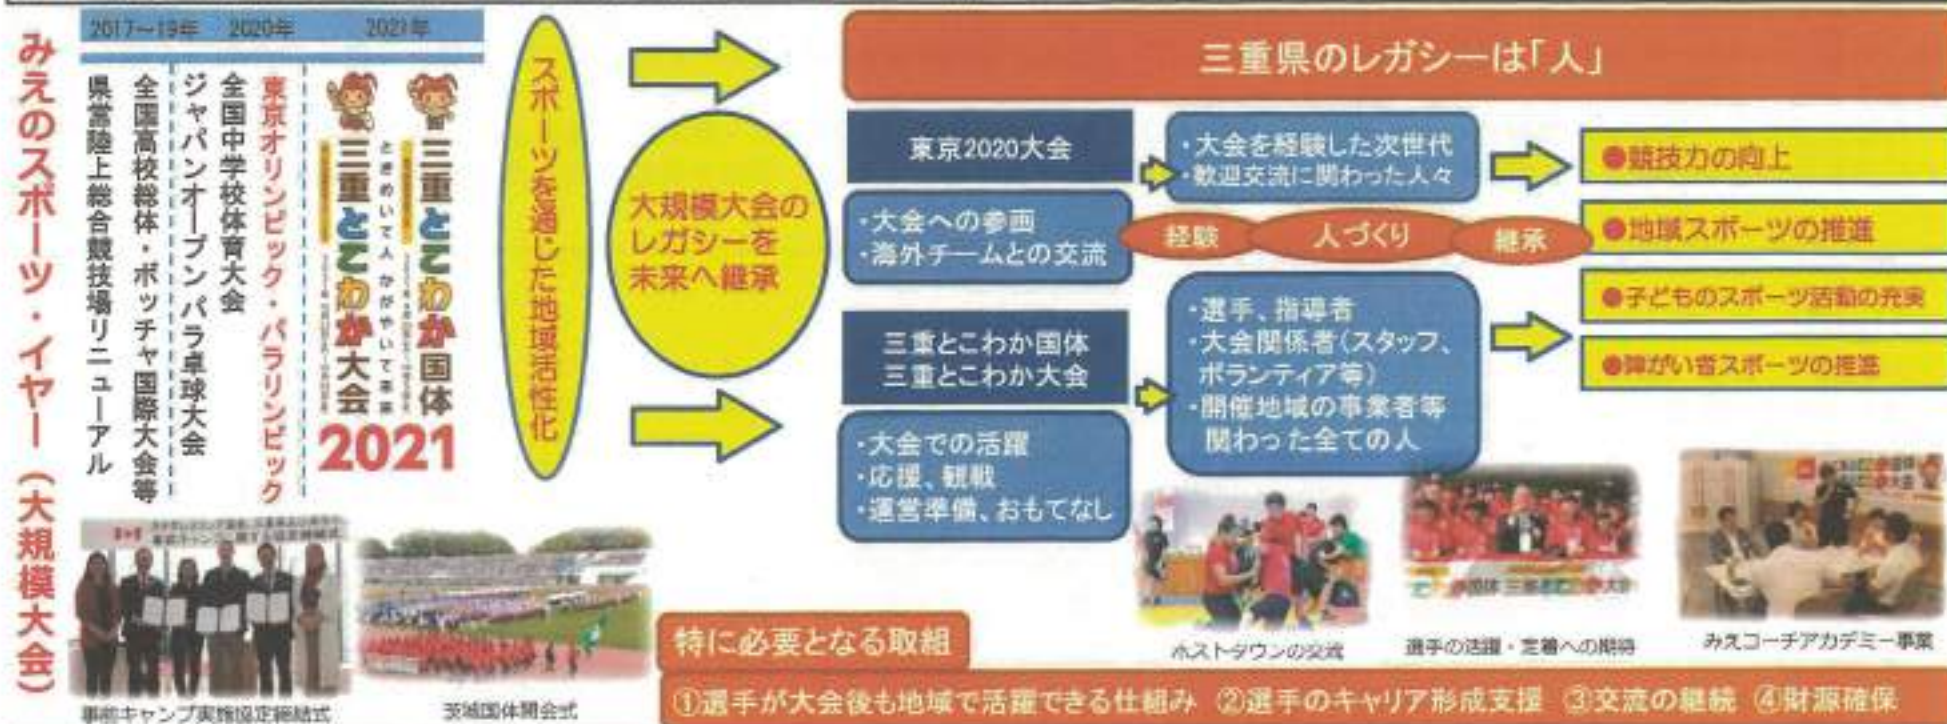 みえのスポーツ・イヤー(大規模大会)
2017~19年 2020年 2021年
県営陸上総合競技場リニューアル
全国高校総体・ボッチャ国際大会等
ジャパンオープン パラ卓球大会
全国中学校体育大会
東京オリンピック・パラリンピック
三重とこわか国体
ときめいて人 かがやいて未来
三重とこわか大会
2021
事前キャンプ実施協定締結式
茨城国体開会式
スポーツを通じた地域活性化
大規模大会の
レガシーを
未来へ継承
三重県のレガシーは「人」
東京2020大会
・大会への参画
・海外チームとの交流
・大会を経験した次世代
・歓迎交流に関わった人々
経験 人づくり 継承
三重とこわか国体
三重とこわか大会
・大会での活躍
・応援、観戦
・運営準備、おもてなし
・選手、指導者
・大会関係者(スタッフ、
ボランティア等)
・開催地域の事業者等
関わった全ての人
●競技力の向上
●地域スポーツの推進
●子どものスポーツ活動の充実
●障がい者スポーツの推進
ホストタウンの交流
選手の活躍・定着への期待
みえコーチアカデミー事業
特に必要となる取組
①選手が大会後も地域で活躍できる仕組み ②選手のキャリア形成支援 ③交流の継続 ④財源確保